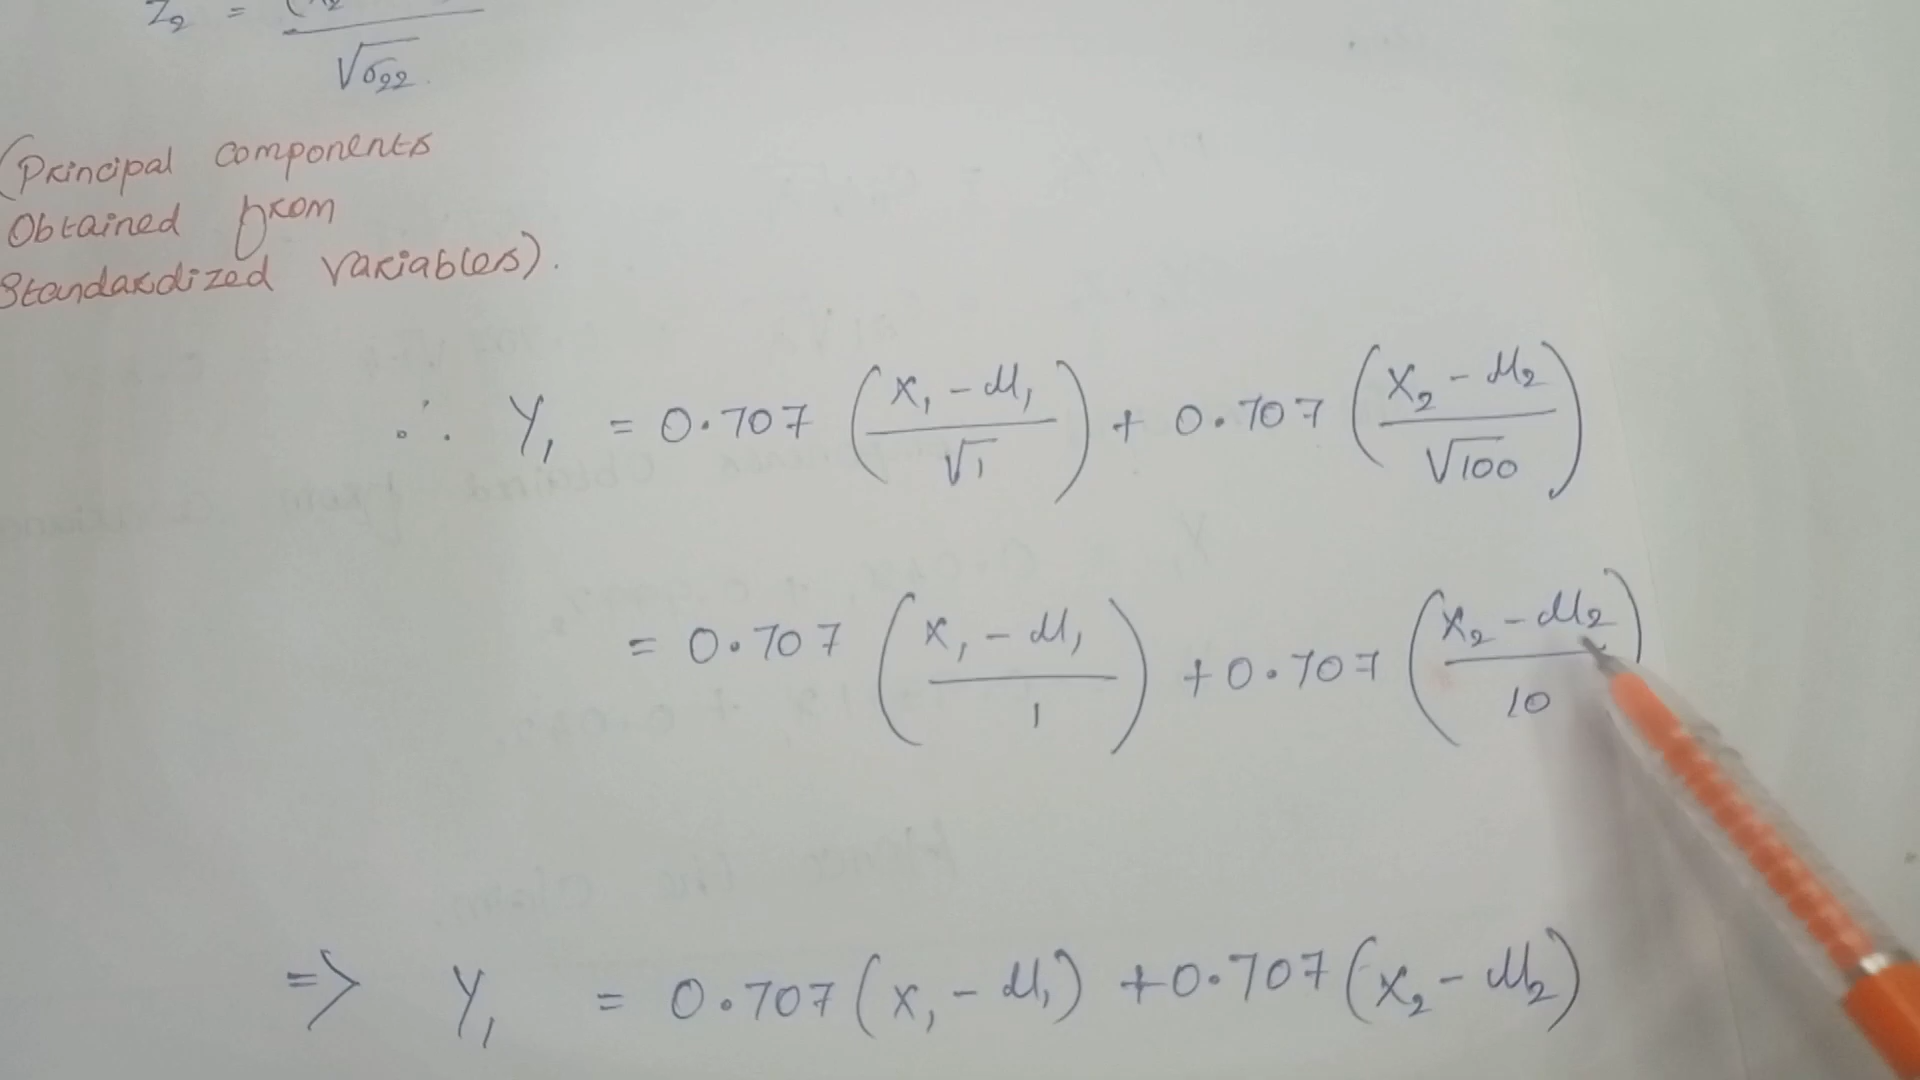 Z₂ = (x₂
√σ₂₂
(Principal components
Obtained from
Standardized variables).
∴ Y₁ = 0.707 (X₁ - μ₁ / √1) + 0.707 (X₂ - μ₂ / √100)
= 0.707 (X₁ - μ₁ / 1) + 0.707 (X₂ - μ₂ / 10)
=> Y₁ = 0.707 (X₁ - μ₁) + 0.707 (X₂ - μ₂)